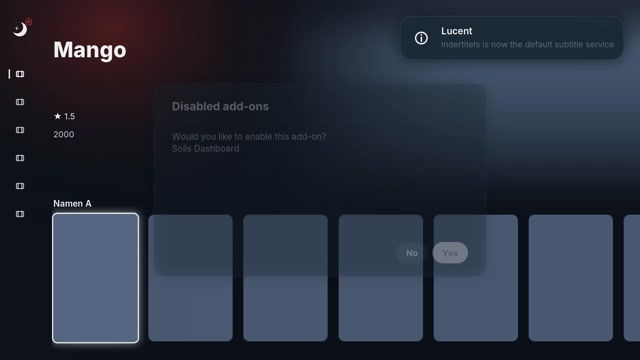 Mango
Lucent
Indertitels is now the default subtitle service
Disabled add-ons
Would you like to enable this add-on?
Solis Dashboard
★ 1.5
2000
Namen A
No
Yes